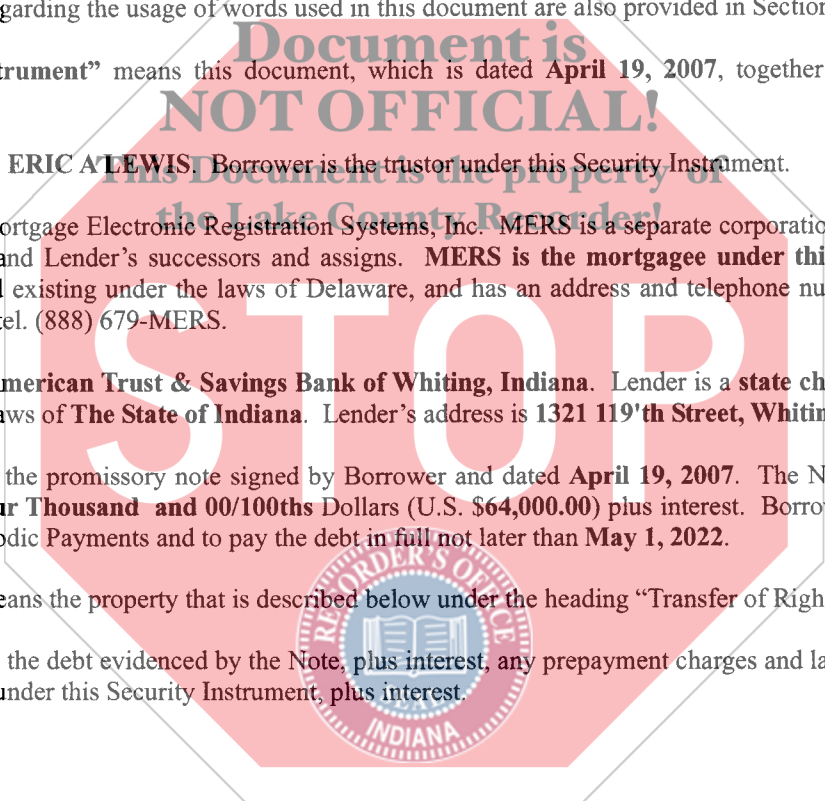 garding the usage of words used in this document are also provided in Section
Document is
trument” means this document, which is dated April 19, 2007, together
NOT OFFICIAL!
ERIC A LEWIS. Borrower is the trustor under this Security Instrument.
This Document is the property of
the Lake County Recorder!
ortgage Electronic Registration Systems, Inc. MERS is a separate corporatio
and Lender’s successors and assigns. MERS is the mortgagee under thi
existing under the laws of Delaware, and has an address and telephone nu
tel. (888) 679-MERS.
STOP
merican Trust & Savings Bank of Whiting, Indiana. Lender is a state ch
aws of The State of Indiana. Lender’s address is 1321 119'th Street, Whitin
the promissory note signed by Borrower and dated April 19, 2007. The N
ur Thousand and 00/100ths Dollars (U.S. $64,000.00) plus interest. Borro
odic Payments and to pay the debt in full not later than May 1, 2022.
eans the property that is described below under the heading “Transfer of Righ
the debt evidenced by the Note, plus interest, any prepayment charges and la
under this Security Instrument, plus interest.
RECORDER'S OFFICE
SEAL
INDIANA